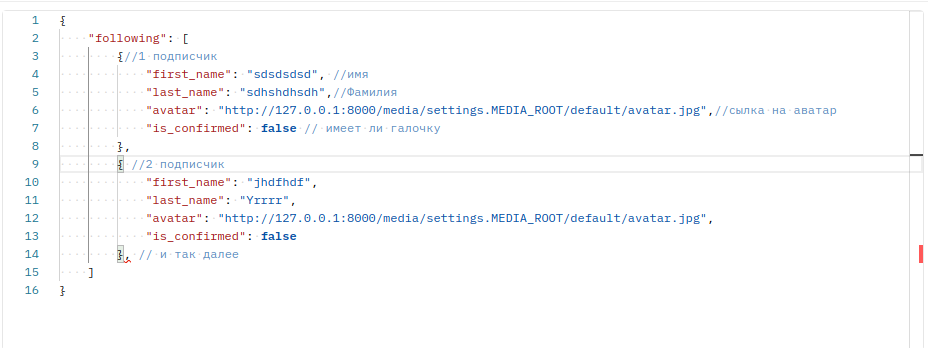 1 {
2 "following": [
3 {//1 подписчик
4 "first_name": "sdsdsdsd", //имя
5 "last_name": "sdhshdhsdh",//Фамилия
6 "avatar": "http://127.0.0.1:8000/media/settings.MEDIA_ROOT/default/avatar.jpg",//сылка на аватар
7 "is_confirmed": false // имеет ли галочку
8 },
9 { //2 подписчик
10 "first_name": "jhdfhdf",
11 "last_name": "Yrrrr",
12 "avatar": "http://127.0.0.1:8000/media/settings.MEDIA_ROOT/default/avatar.jpg",
13 "is_confirmed": false
14 }, // и так далее
15 ]
16 }